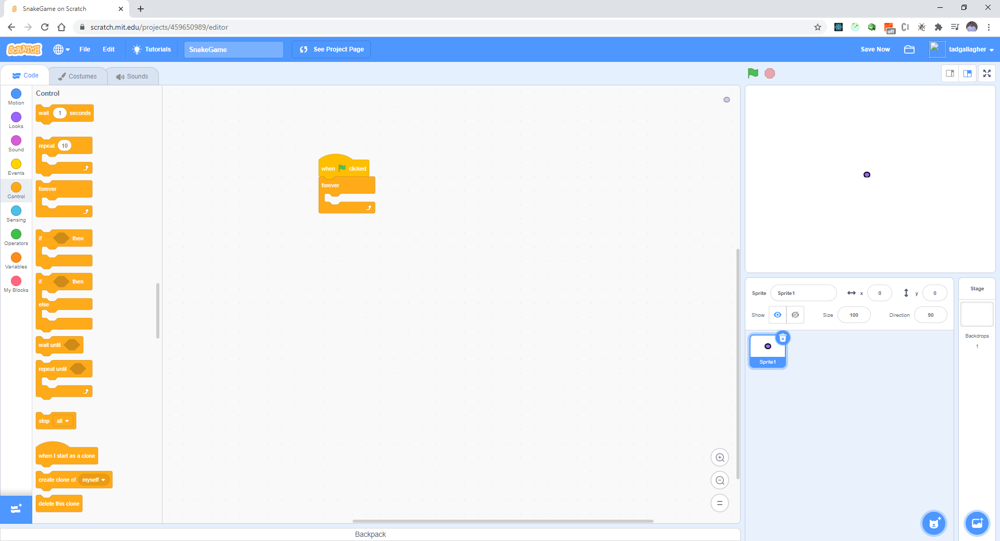 SnakeGame on Scratch
scratch.mit.edu/projects/459650989/editor
off
SCRATCH
File
Edit
Tutorials
SnakeGame
See Project Page
Save Now
tadgallagher
Code
Costumes
Sounds
Motion
Looks
Sound
Events
Control
Sensing
Operators
Variables
My Blocks
Control
wait 1 seconds
repeat 10
forever
if then
if then
else
wait until
repeat until
stop all
when I start as a clone
create clone of myself
delete this clone
when clicked
forever
Backpack
Sprite Sprite1 x 0 y 0
Show Size 100 Direction 90
Sprite1
Stage
Backdrops
1